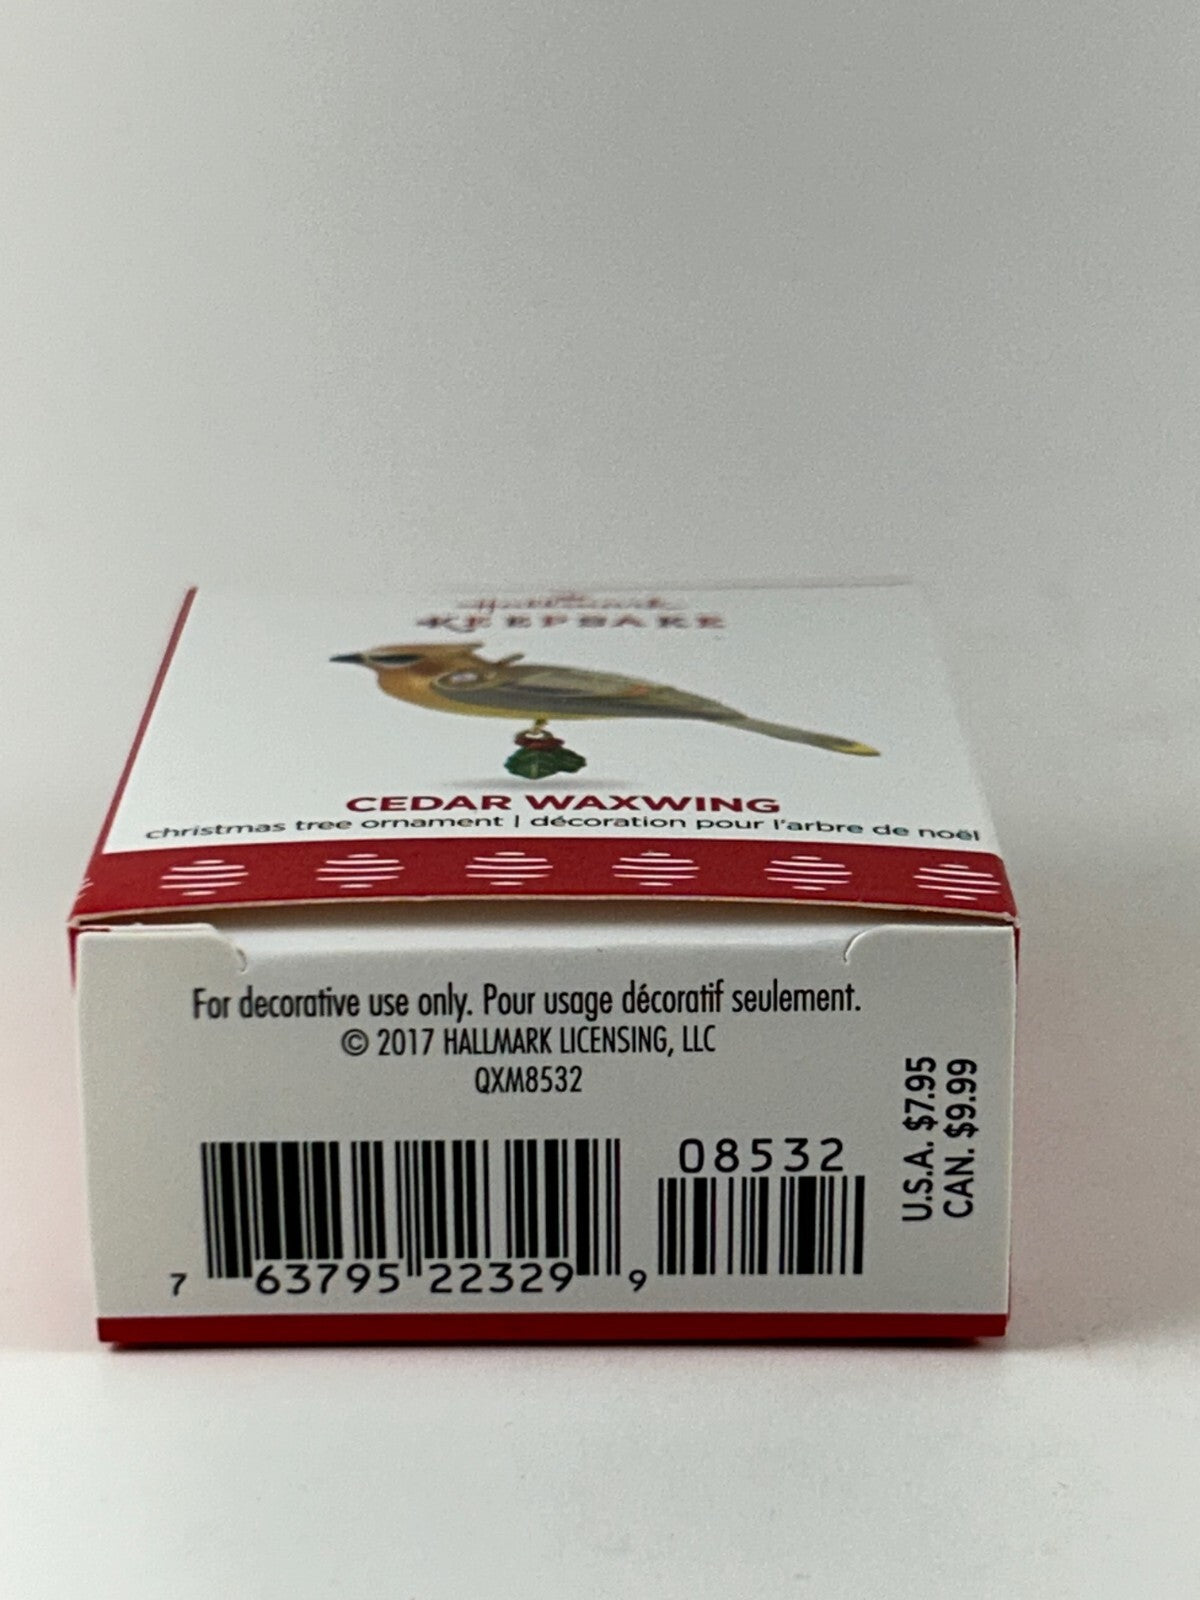 Hallmark
KEEPSAKE
CEDAR WAXWING
christmas tree ornament | décoration pour l'arbre de noël
For decorative use only. Pour usage décoratif seulement.
© 2017 HALLMARK LICENSING, LLC
QXM8532
U.S.A. $7.95
CAN. $9.99
08532
7 63795 22329 9